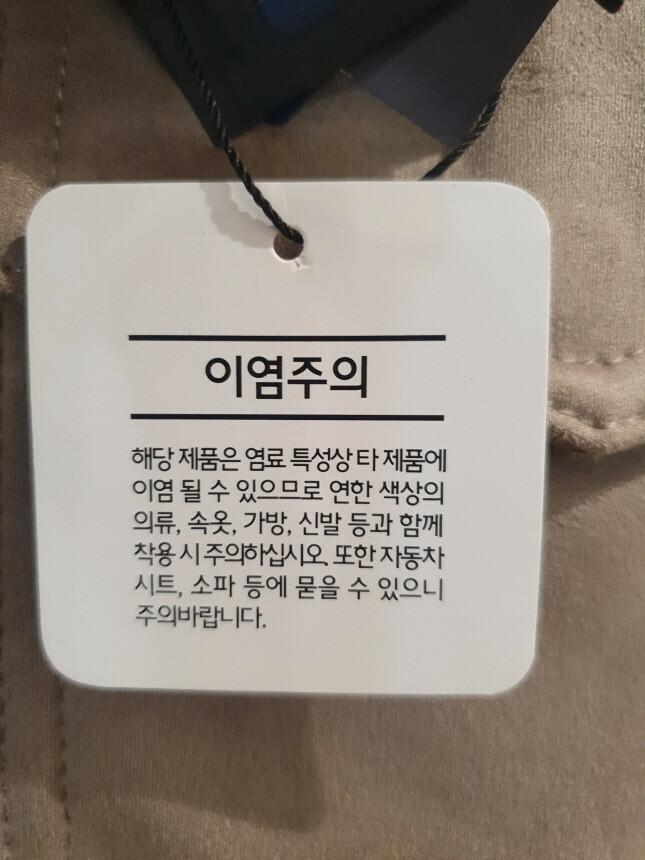 이염주의
해당 제품은 염료 특성상 타 제품에
이염 될 수 있으므로 연한 색상의
의류, 속옷, 가방, 신발 등과 함께
착용 시 주의하십시오. 또한 자동차
시트, 소파 등에 묻을 수 있으니
주의바랍니다.